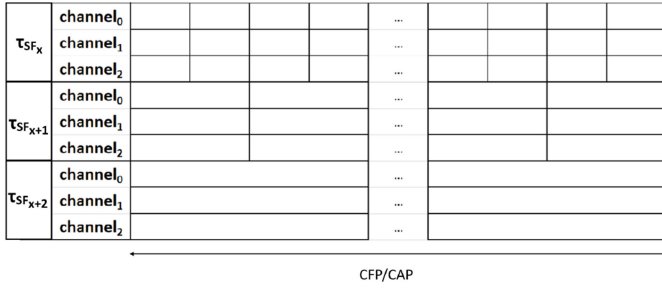 τSFx channel0 ...
channel1 ...
channel2 ...
τSFx+1 channel0 ...
channel1 ...
channel2 ...
τSFx+2 channel0 ...
channel1 ...
channel2 ...
CFP/CAP